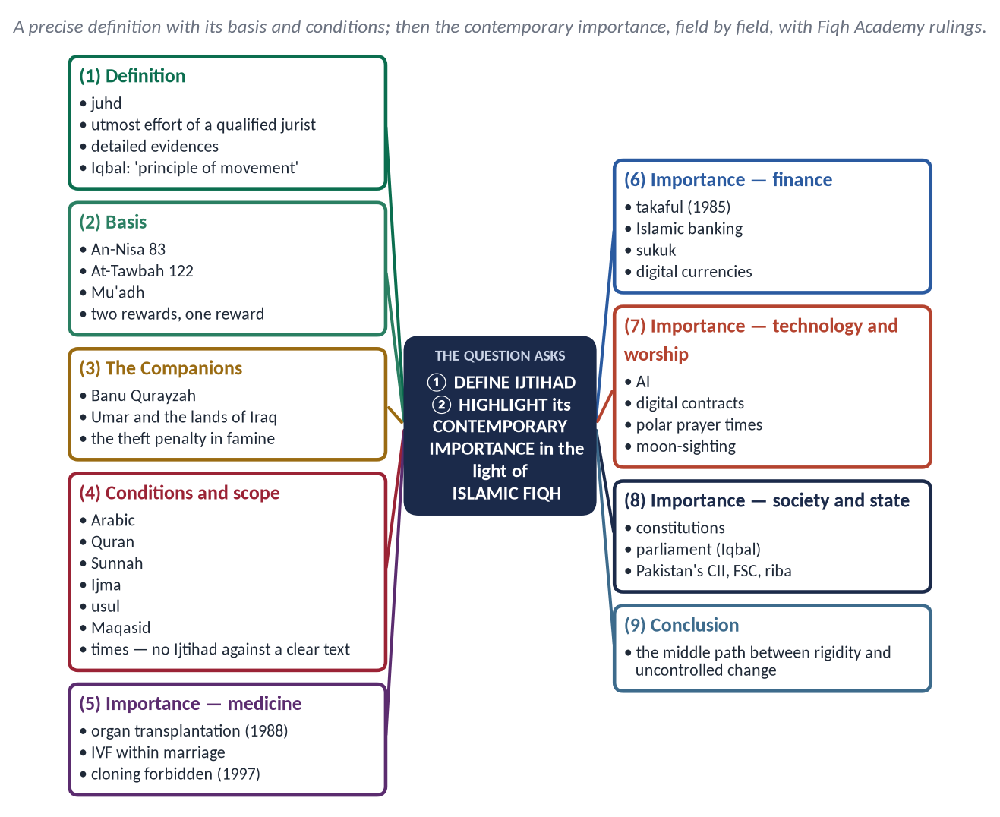 A precise definition with its basis and conditions; then the contemporary importance, field by field, with Fiqh Academy rulings.
(1) Definition
• juhd
• utmost effort of a qualified jurist
• detailed evidences
• Iqbal: 'principle of movement'
(2) Basis
• An-Nisa 83
• At-Tawbah 122
• Mu'adh
• two rewards, one reward
(3) The Companions
• Banu Qurayzah
• Umar and the lands of Iraq
• the theft penalty in famine
(4) Conditions and scope
• Arabic
• Quran
• Sunnah
• Ijma
• usul
• Maqasid
• times — no Ijtihad against a clear text
(5) Importance — medicine
• organ transplantation (1988)
• IVF within marriage
• cloning forbidden (1997)
THE QUESTION ASKS
① DEFINE IJTIHAD
② HIGHLIGHT its
CONTEMPORARY
IMPORTANCE in the
light of
ISLAMIC FIQH
(6) Importance — finance
• takaful (1985)
• Islamic banking
• sukuk
• digital currencies
(7) Importance — technology and
worship
• AI
• digital contracts
• polar prayer times
• moon-sighting
(8) Importance — society and state
• constitutions
• parliament (Iqbal)
• Pakistan's CII, FSC, riba
(9) Conclusion
• the middle path between rigidity and
uncontrolled change